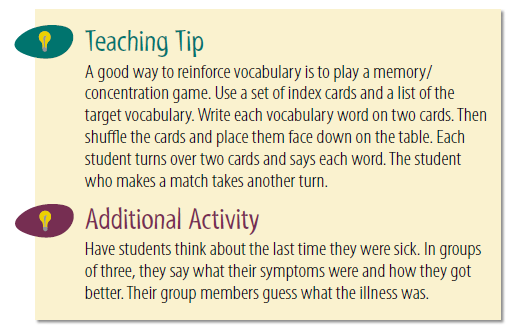 Teaching Tip
A good way to reinforce vocabulary is to play a memory/
concentration game. Use a set of index cards and a list of the
target vocabulary. Write each vocabulary word on two cards. Then
shuffle the cards and place them face down on the table. Each
student turns over two cards and says each word. The student
who makes a match takes another turn.
Additional Activity
Have students think about the last time they were sick. In groups
of three, they say what their symptoms were and how they got
better. Their group members guess what the illness was.